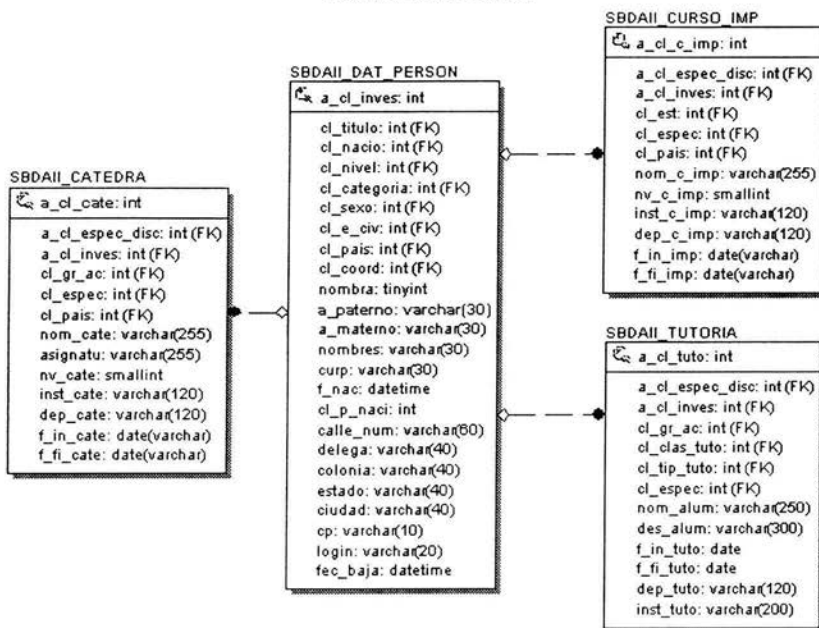 SBDAII_CATEDRA
a_cl_cate: int
a_cl_espec_disc: int (FK)
a_cl_inves: int (FK)
cl_gr_ac: int (FK)
cl_espec: int (FK)
cl_pais: int (FK)
nom_cate: varchar(255)
asignatu: varchar(255)
nv_cate: smallint
inst_cate: varchar(120)
dep_cate: varchar(120)
f_in_cate: date(varchar)
f_fi_cate: date(varchar)
SBDAII_DAT_PERSON
a_cl_inves: int
cl_titulo: int (FK)
cl_nacio: int (FK)
cl_nivel: int (FK)
cl_categoria: int (FK)
cl_sexo: int (FK)
cl_e_civ: int (FK)
cl_pais: int (FK)
cl_coord: int (FK)
nombra: tinyint
a_paterno: varchar(30)
a_materno: varchar(30)
nombres: varchar(30)
curp: varchar(30)
f_nac: datetime
cl_p_naci: int
calle_num: varchar(60)
delega: varchar(40)
colonia: varchar(40)
estado: varchar(40)
ciudad: varchar(40)
cp: varchar(10)
login: varchar(20)
fec_baja: datetime
SBDAII_CURSO_IMP
a_cl_c_imp: int
a_cl_espec_disc: int (FK)
a_cl_inves: int (FK)
cl_est: int (FK)
cl_espec: int (FK)
cl_pais: int (FK)
nom_c_imp: varchar(255)
nv_c_imp: smallint
inst_c_imp: varchar(120)
dep_c_imp: varchar(120)
f_in_imp: date(varchar)
f_fi_imp: date(varchar)
SBDAII_TUTORIA
a_cl_tuto: int
a_cl_espec_disc: int (FK)
a_cl_inves: int (FK)
cl_gr_ac: int (FK)
cl_clas_tuto: int (FK)
cl_tip_tuto: int (FK)
cl_espec: int (FK)
nom_alum: varchar(250)
des_alum: varchar(300)
f_in_tuto: date
f_fi_tuto: date
dep_tuto: varchar(120)
inst_tuto: varchar(200)